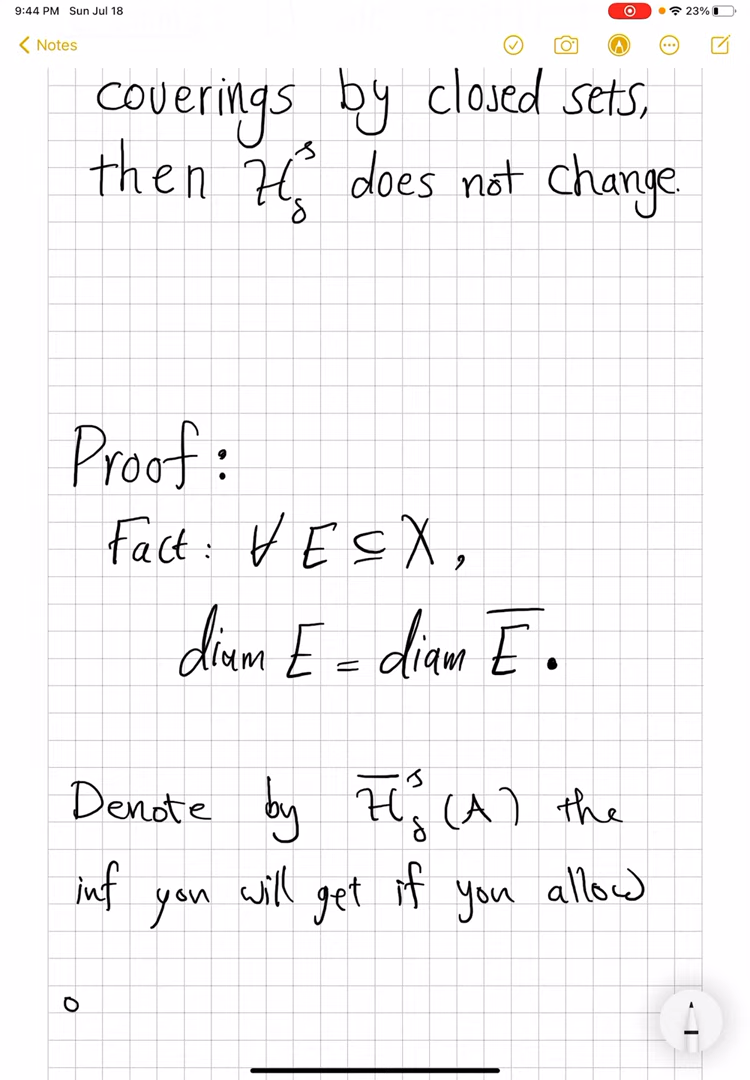 9:44 PM Sun Jul 18
23%
Notes
coverings by closed sets,
then ℋ^s_δ does not change.
Proof:
Fact: ∀ E ⊆ X,
diam E = diam E̅.
Denote by ℋ̅^s_δ(A) the
inf you will get if you allow
o